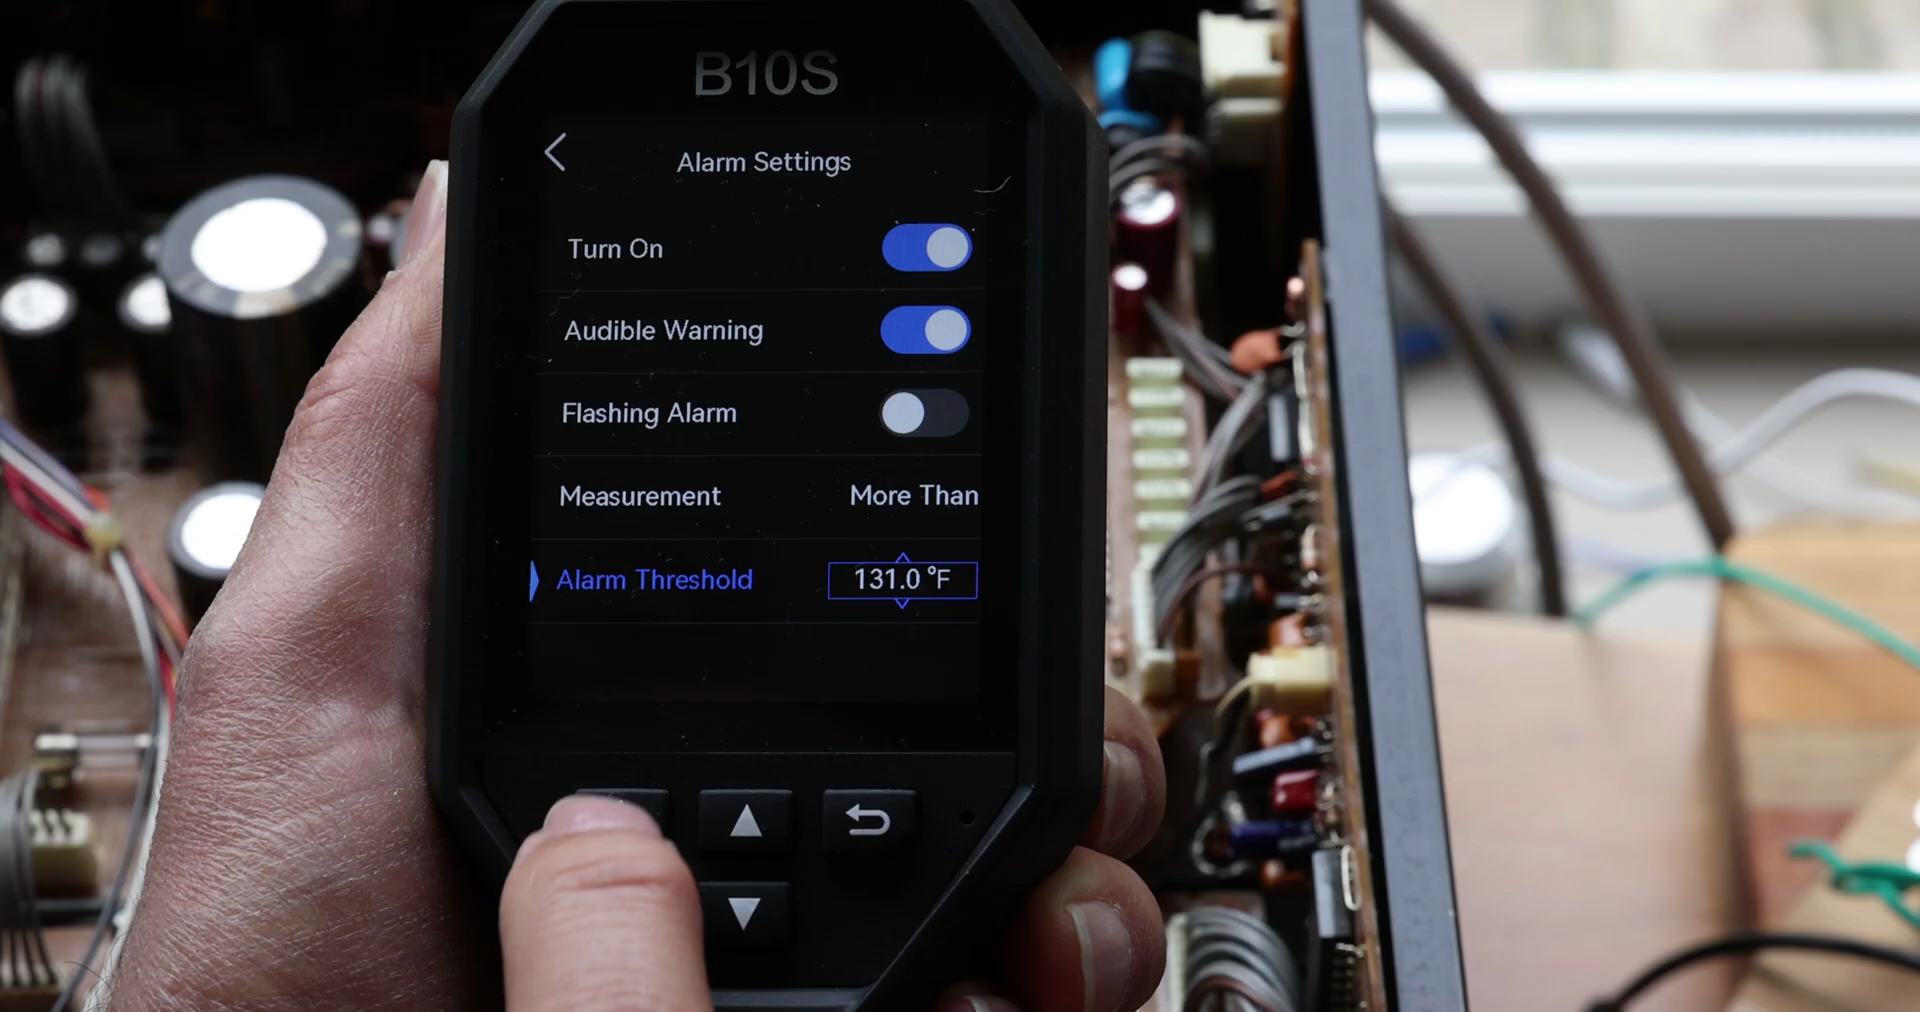 B10S
Alarm Settings
Turn On
Audible Warning
Flashing Alarm
Measurement More Than
Alarm Threshold 131.0 °F